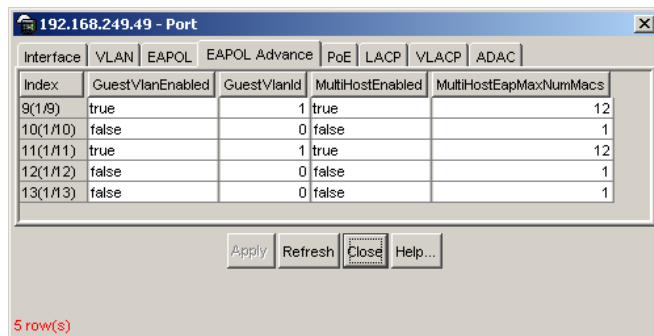 192.168.249.49 - Port
Interface VLAN EAPOL EAPOL Advance PoE LACP VLACP ADAC
Index GuestVlanEnabled GuestVlanId MultiHostEnabled MultiHostEapMaxNumMacs
9(1/9) true 1 true 12
10(1/10) false 0 false 1
11(1/11) true 1 true 12
12(1/12) false 0 false 1
13(1/13) false 0 false 1
Apply Refresh Close Help...
5 row(s)